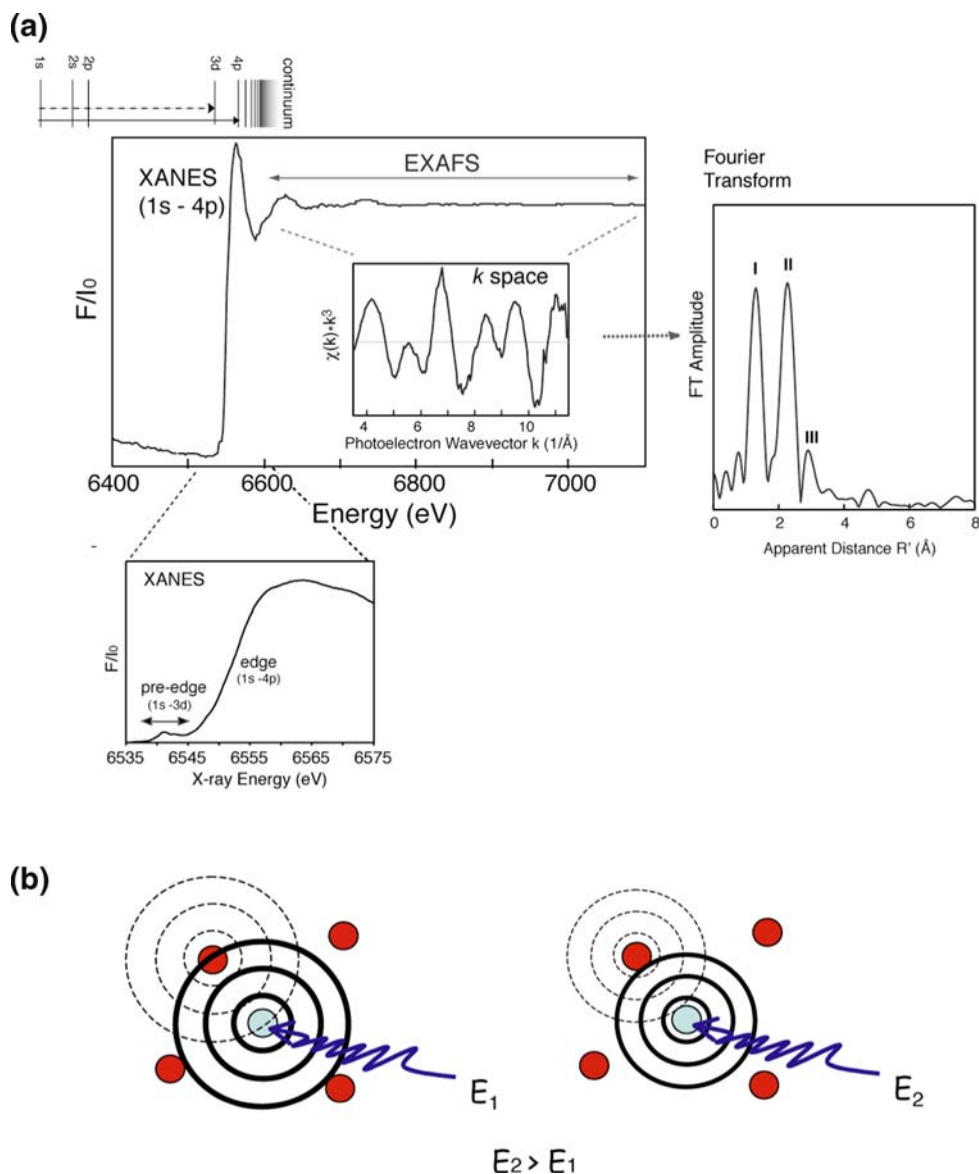 (a)
1s 2s 2p 3d 4p continuum
XANES
(1s - 4p)
EXAFS
F/I₀
k space
χ(k)•k³
4 6 8 10
Photoelectron Wavevector k (1/Å)
6400 6600 6800 7000
Energy (eV)
Fourier
Transform
I II
III
FT Amplitude
0 2 4 6 8
Apparent Distance R' (Å)
XANES
F/I₀
edge
(1s -4p)
pre-edge
(1s -3d)
6535 6545 6555 6565 6575
X-ray Energy (eV)
(b)
E₁
E₂
E₂ > E₁